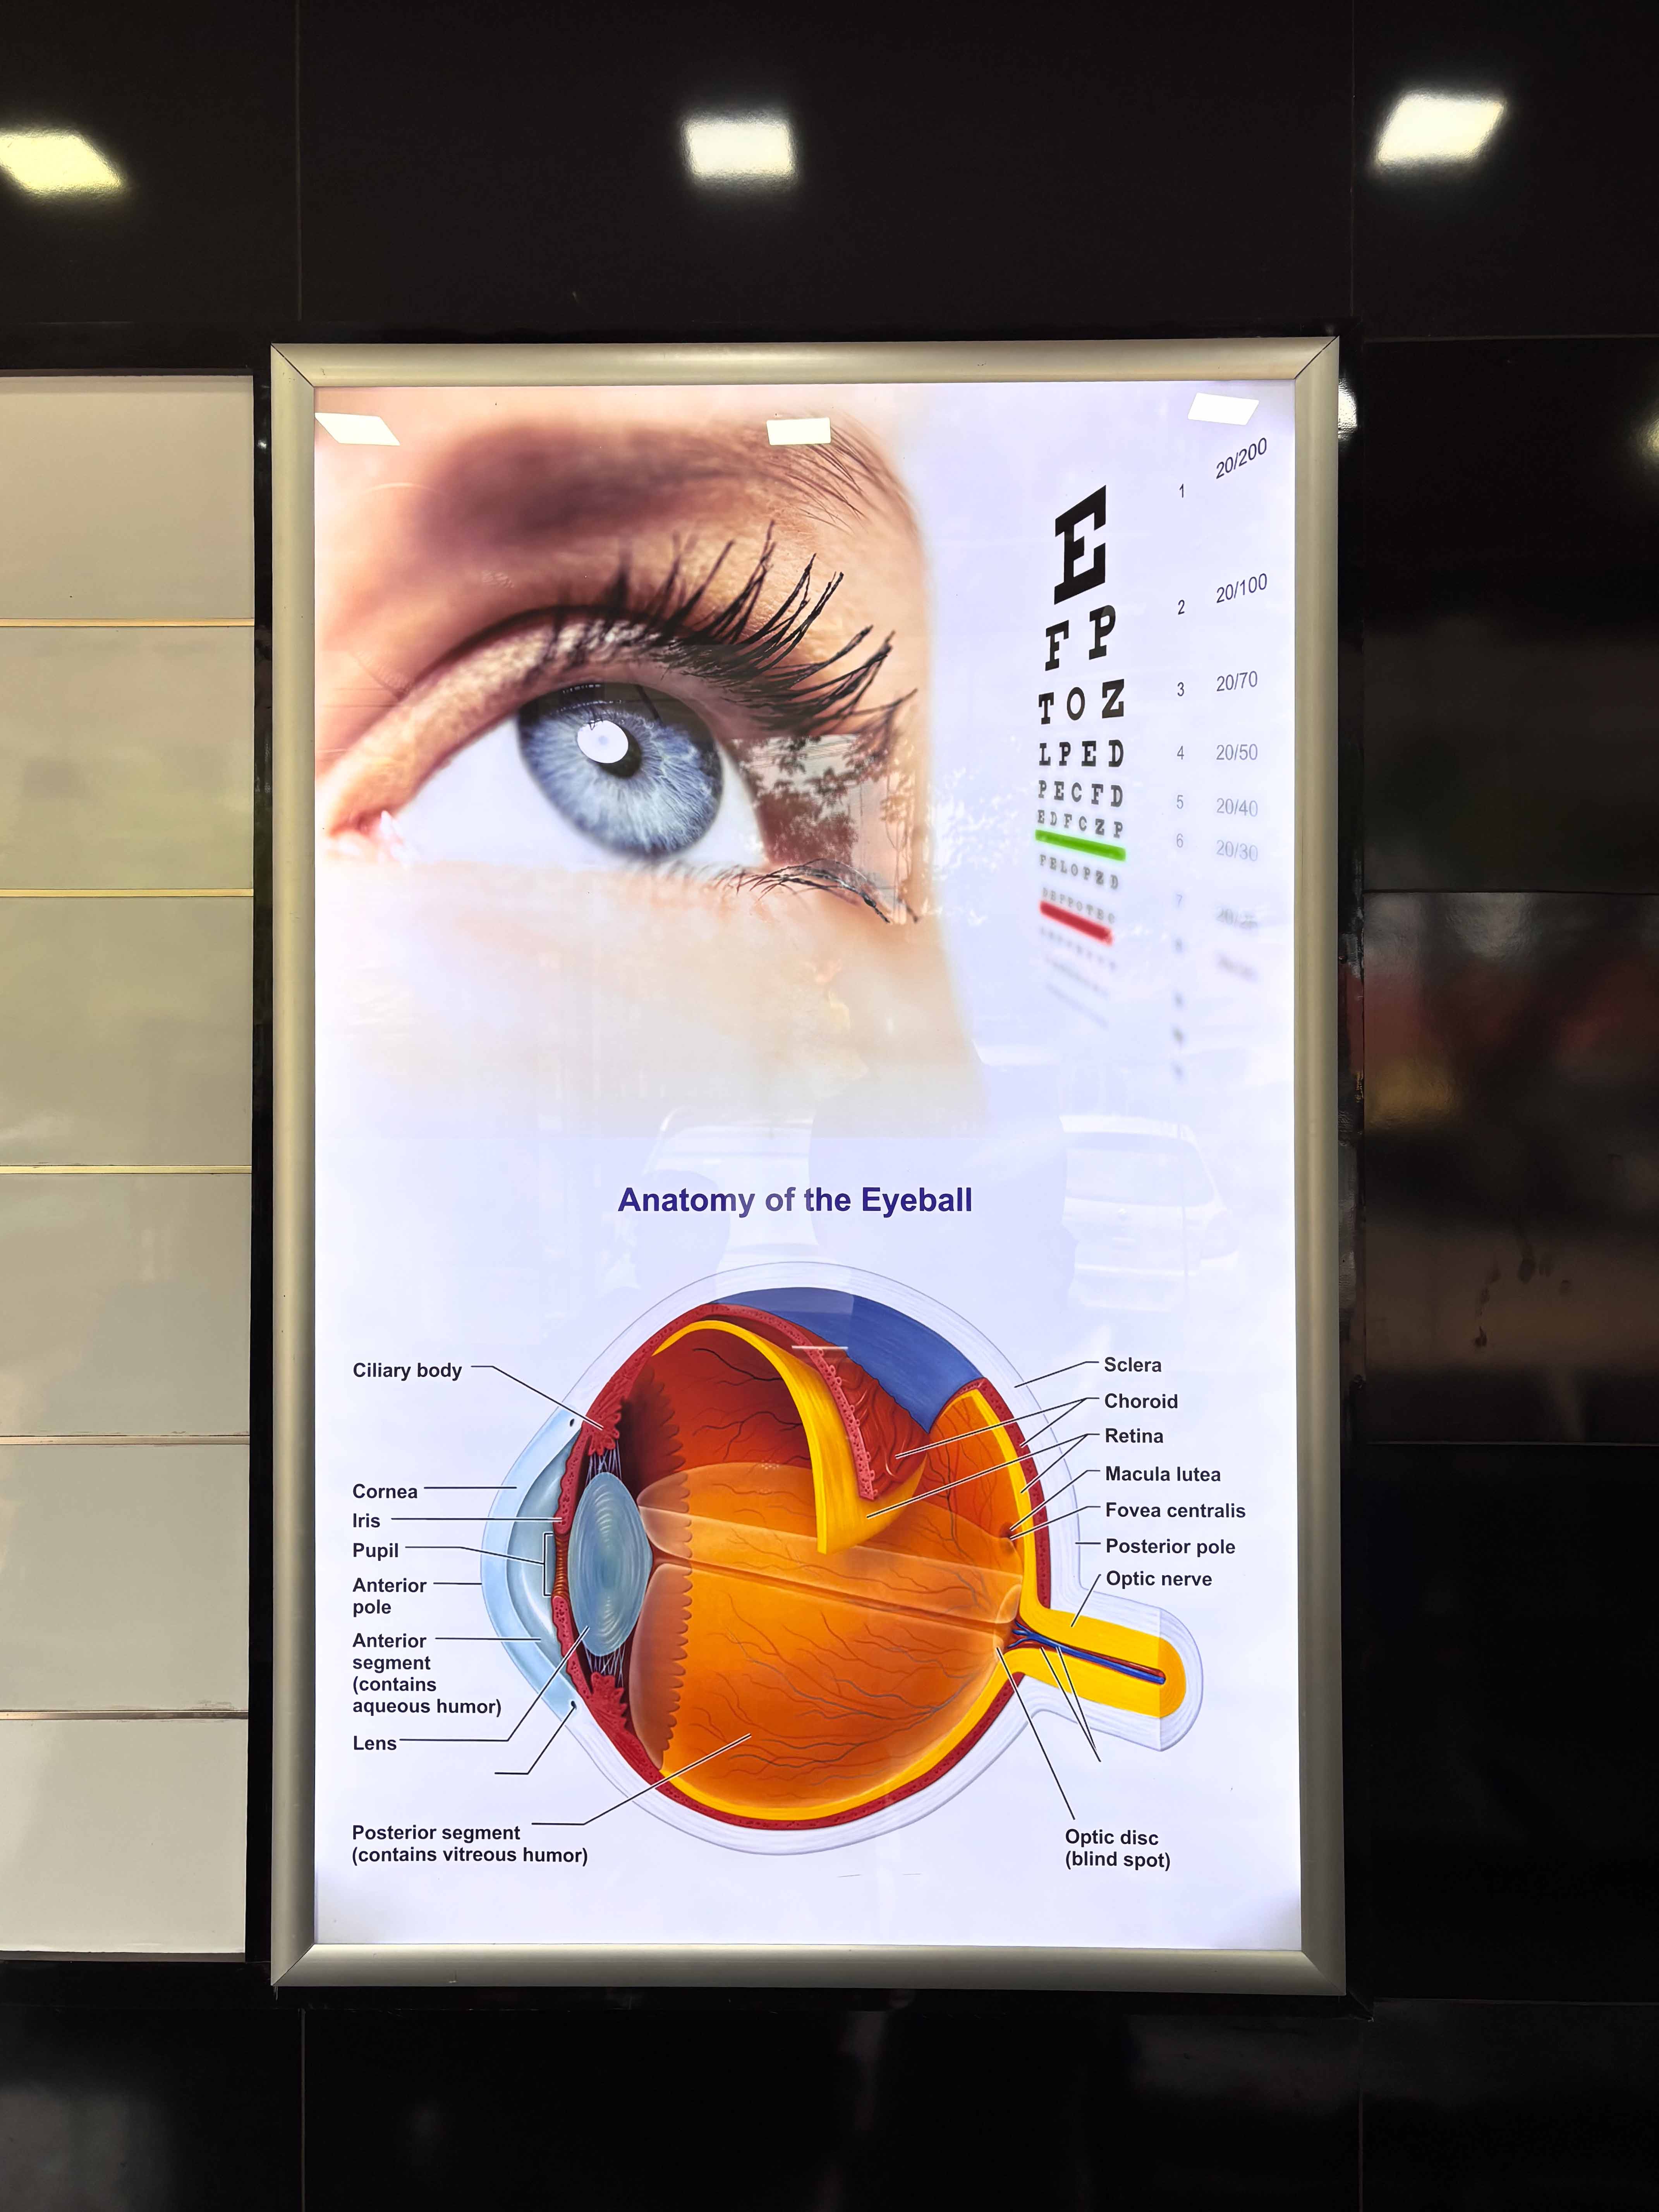 E
1 20/200
F P
2 20/100
T O Z
3 20/70
L P E D
4 20/50
P E C F D
5 20/40
E D F C Z P
6 20/30
F E L O P Z D
7
Anatomy of the Eyeball
Ciliary body
Cornea
Iris
Pupil
Anterior
pole
Anterior
segment
(contains
aqueous humor)
Lens
Posterior segment
(contains vitreous humor)
Sclera
Choroid
Retina
Macula lutea
Fovea centralis
Posterior pole
Optic nerve
Optic disc
(blind spot)